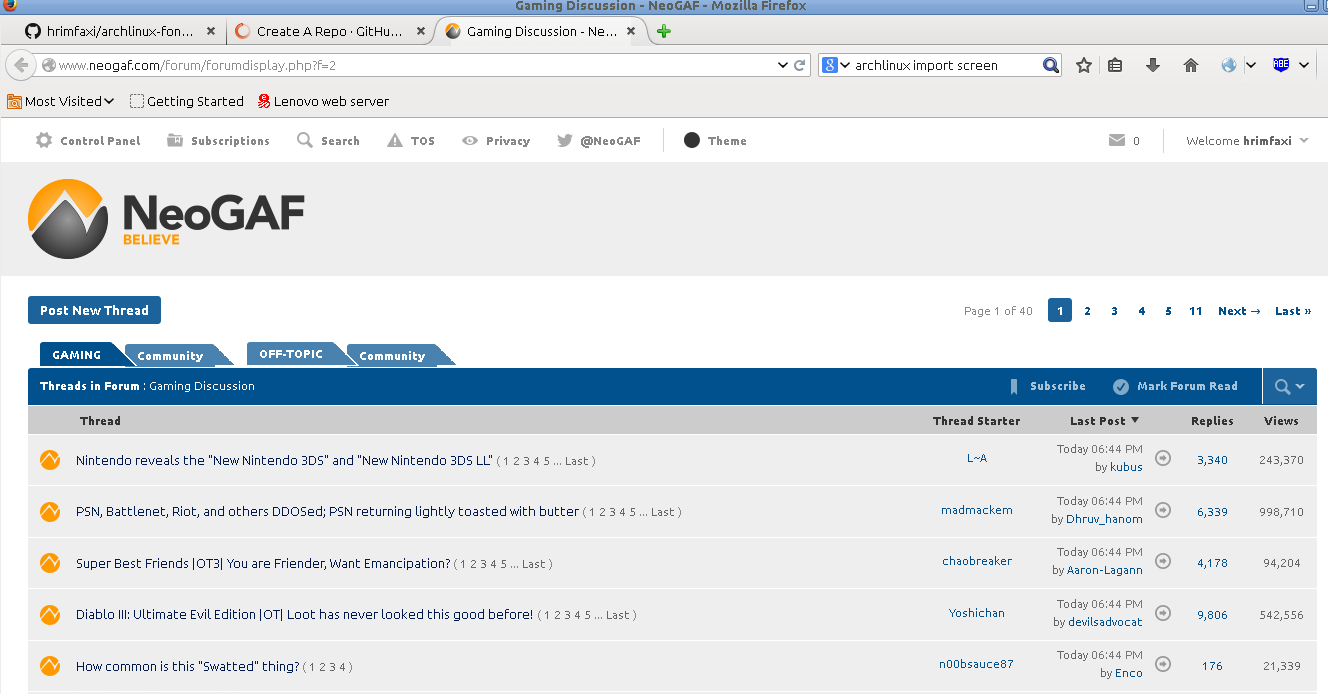 Gaming Discussion - NeoGAF - Mozilla Firefox
hrimfaxi/archlinux-fon... Create A Repo · GitHu... Gaming Discussion - Ne...
www.neogaf.com/forum/forumdisplay.php?f=2 8 archlinux import screen ABE
Most Visited Getting Started Lenovo web server
Control Panel Subscriptions Search TOS Privacy @NeoGAF Theme 0 Welcome hrimfaxi
NeoGAF
BELIEVE
Post New Thread Page 1 of 40 1 2 3 4 5 11 Next → Last »
GAMING Community OFF-TOPIC Community
Threads in Forum : Gaming Discussion Subscribe Mark Forum Read
Thread Thread Starter Last Post ▼ Replies Views
Nintendo reveals the "New Nintendo 3DS" and "New Nintendo 3DS LL" ( 1 2 3 4 5 ... Last ) L~A Today 06:44 PM 3,340 243,370
by kubus
PSN, Battlenet, Riot, and others DDOSed; PSN returning lightly toasted with butter ( 1 2 3 4 5 ... Last ) madmackem Today 06:44 PM 6,339 998,710
by Dhruv_hanom
Super Best Friends |OT3| You are Friender, Want Emancipation? ( 1 2 3 4 5 ... Last ) chaobreaker Today 06:44 PM 4,178 94,204
by Aaron-Lagann
Diablo III: Ultimate Evil Edition |OT| Loot has never looked this good before! ( 1 2 3 4 5 ... Last ) Yoshichan Today 06:44 PM 9,806 542,556
by devilsadvocat
How common is this "Swatted" thing? ( 1 2 3 4 ) n00bsauce87 Today 06:44 PM 176 21,339
by Enco